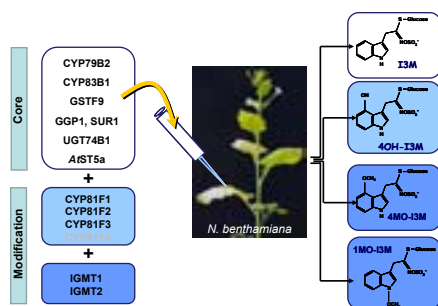 Core
CYP79B2
CYP83B1
GSTF9
GGP1, SUR1
UGT74B1
AtST5a
+
Modification
CYP81F1
CYP81F2
CYP81F3
CYP81F4
+
IGMT1
IGMT2
N. benthamiana
S-Glucose
NOSO₃⁻
N
I3M
S-Glucose
OH
NOSO₃⁻
N
4OH-I3M
S-Glucose
OCH₃
NOSO₃⁻
N
4MO-I3M
S-Glucose
NOSO₃⁻
N
OCH₃
1MO-I3M